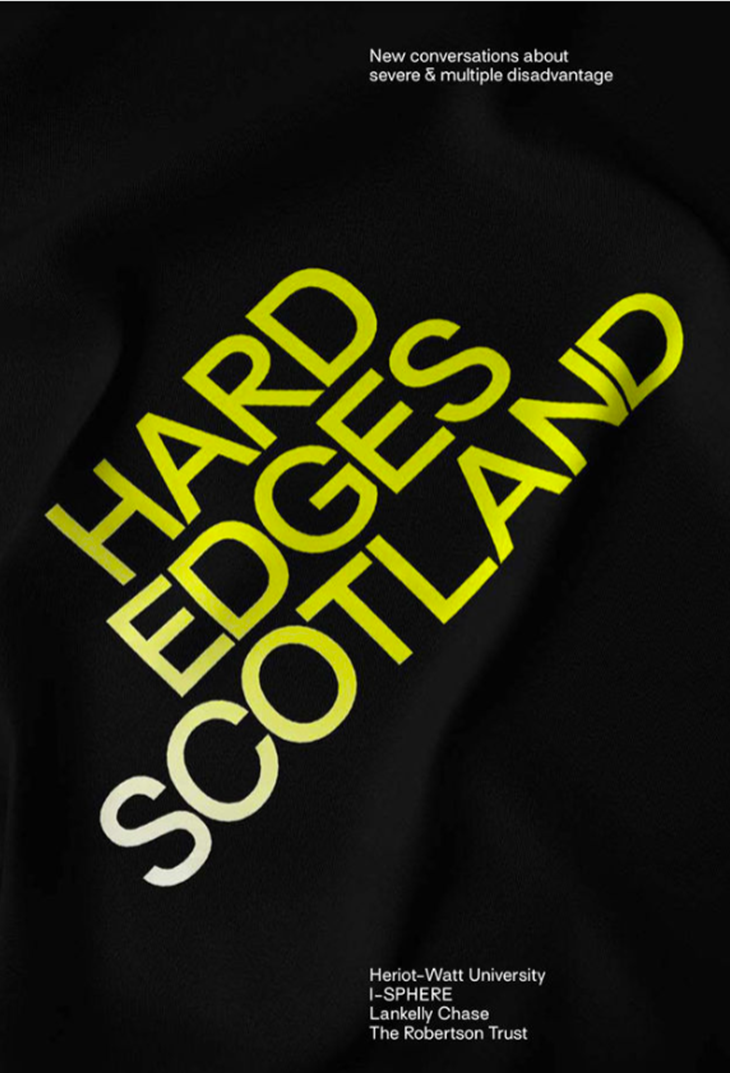 New conversations about
severe & multiple disadvantage
HARD
EDGES
SCOTLAND
Heriot-Watt University
I-SPHERE
Lankelly Chase
The Robertson Trust